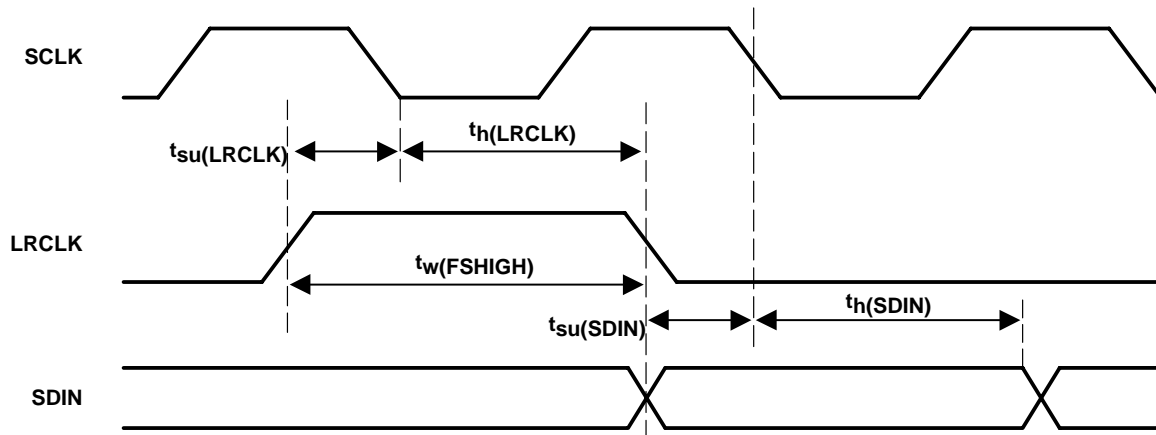 SCLK
tsu(LRCLK)
th(LRCLK)
LRCLK
tw(FSHIGH)
tsu(SDIN)
th(SDIN)
SDIN